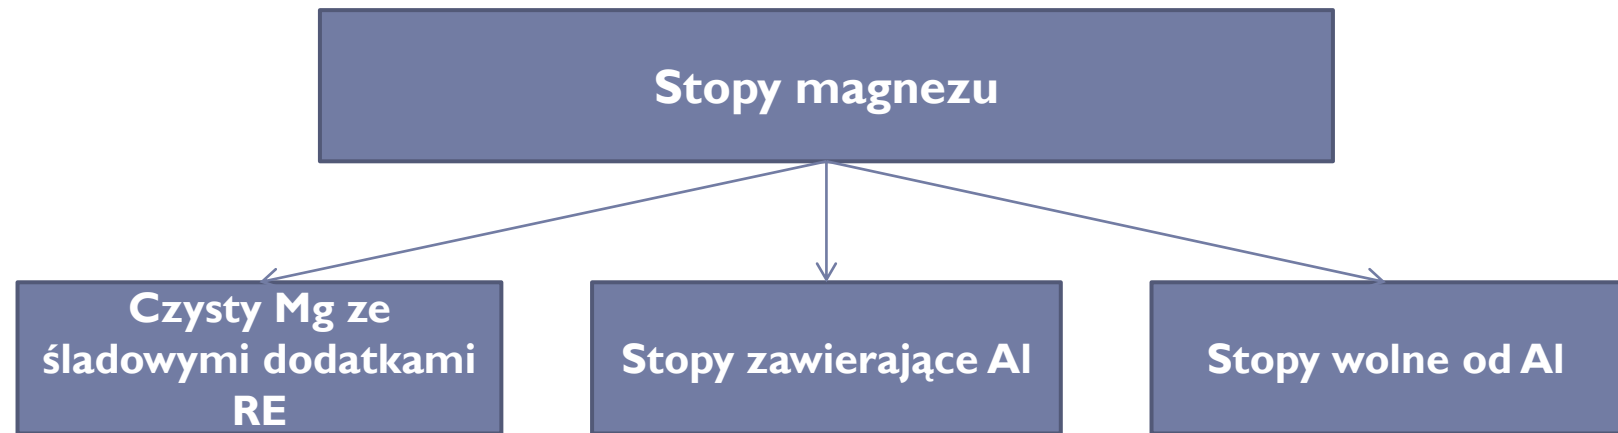 Stopy magnezu
Czysty Mg ze
śladowymi dodatkami
RE
Stopy zawierające Al
Stopy wolne od Al